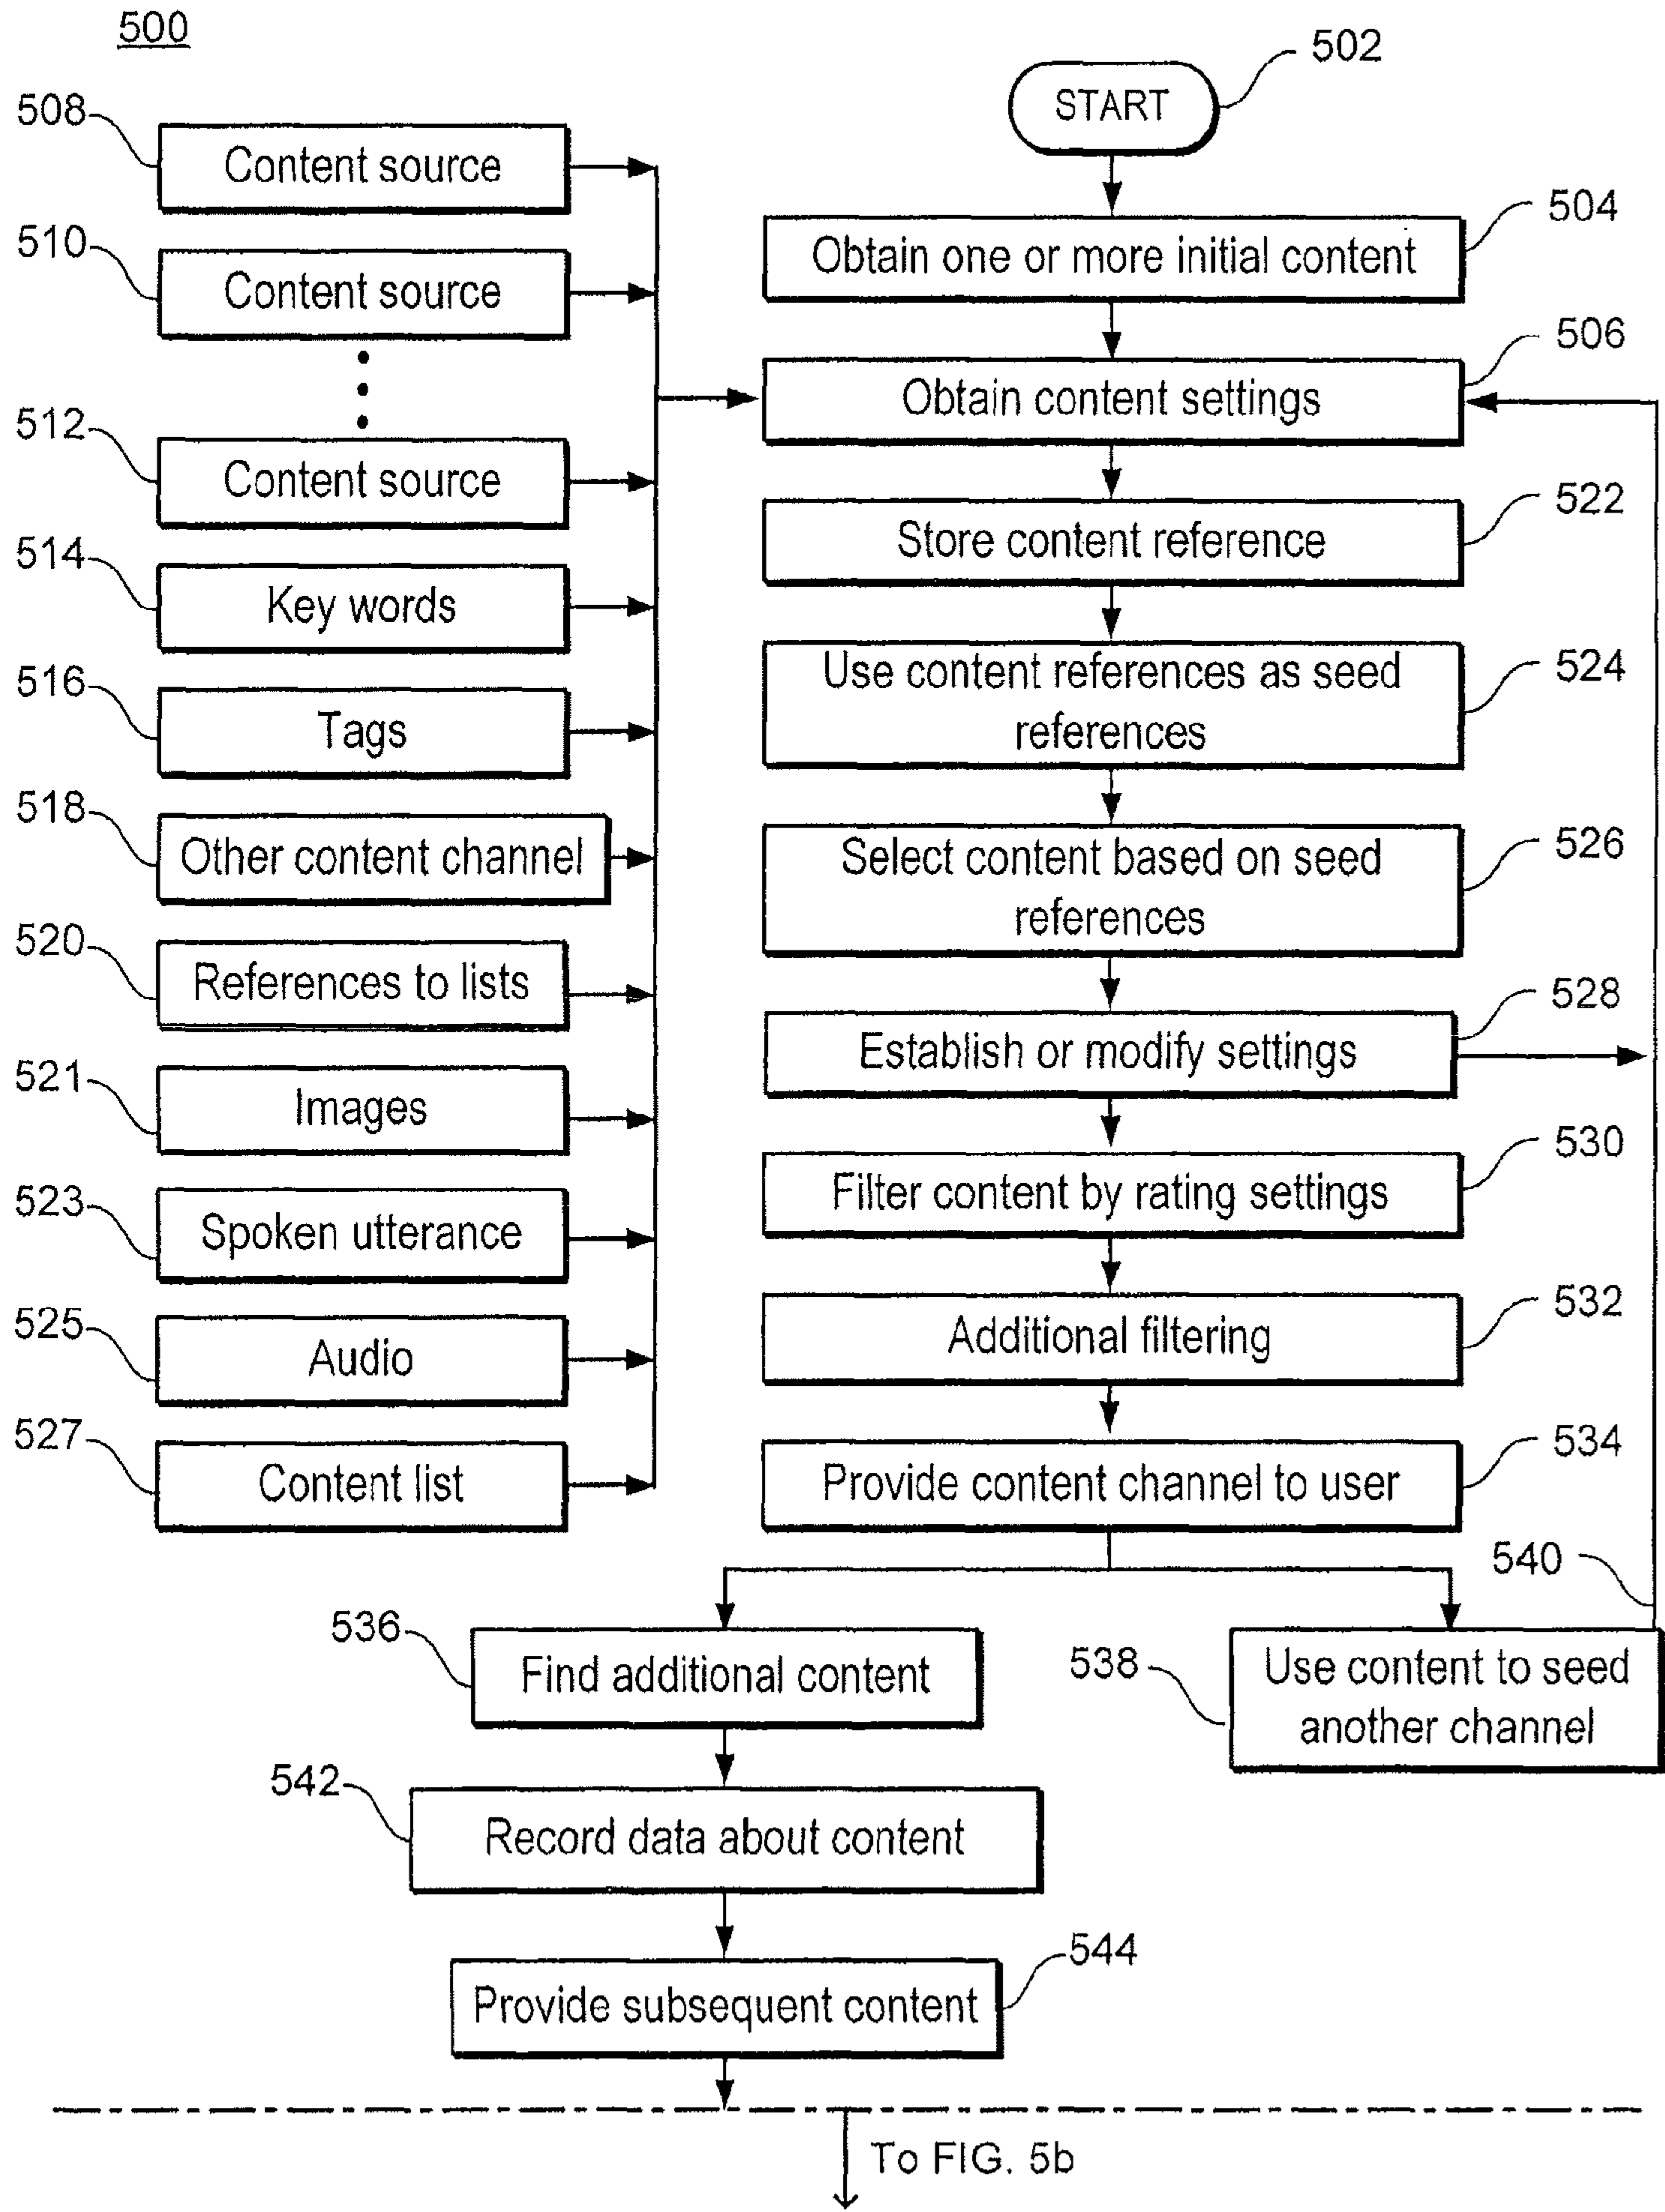 500
502
START
508
Content source
504
Obtain one or more initial content
510
Content source
506
Obtain content settings
512
Content source
522
Store content reference
514
Key words
524
Use content references as seed
references
516
Tags
518
Other content channel
526
Select content based on seed
references
520
References to lists
528
Establish or modify settings
521
Images
530
Filter content by rating settings
523
Spoken utterance
532
Additional filtering
525
Audio
534
Provide content channel to user
527
Content list
540
536
Find additional content
538
Use content to seed
another channel
542
Record data about content
544
Provide subsequent content
To FIG. 5b